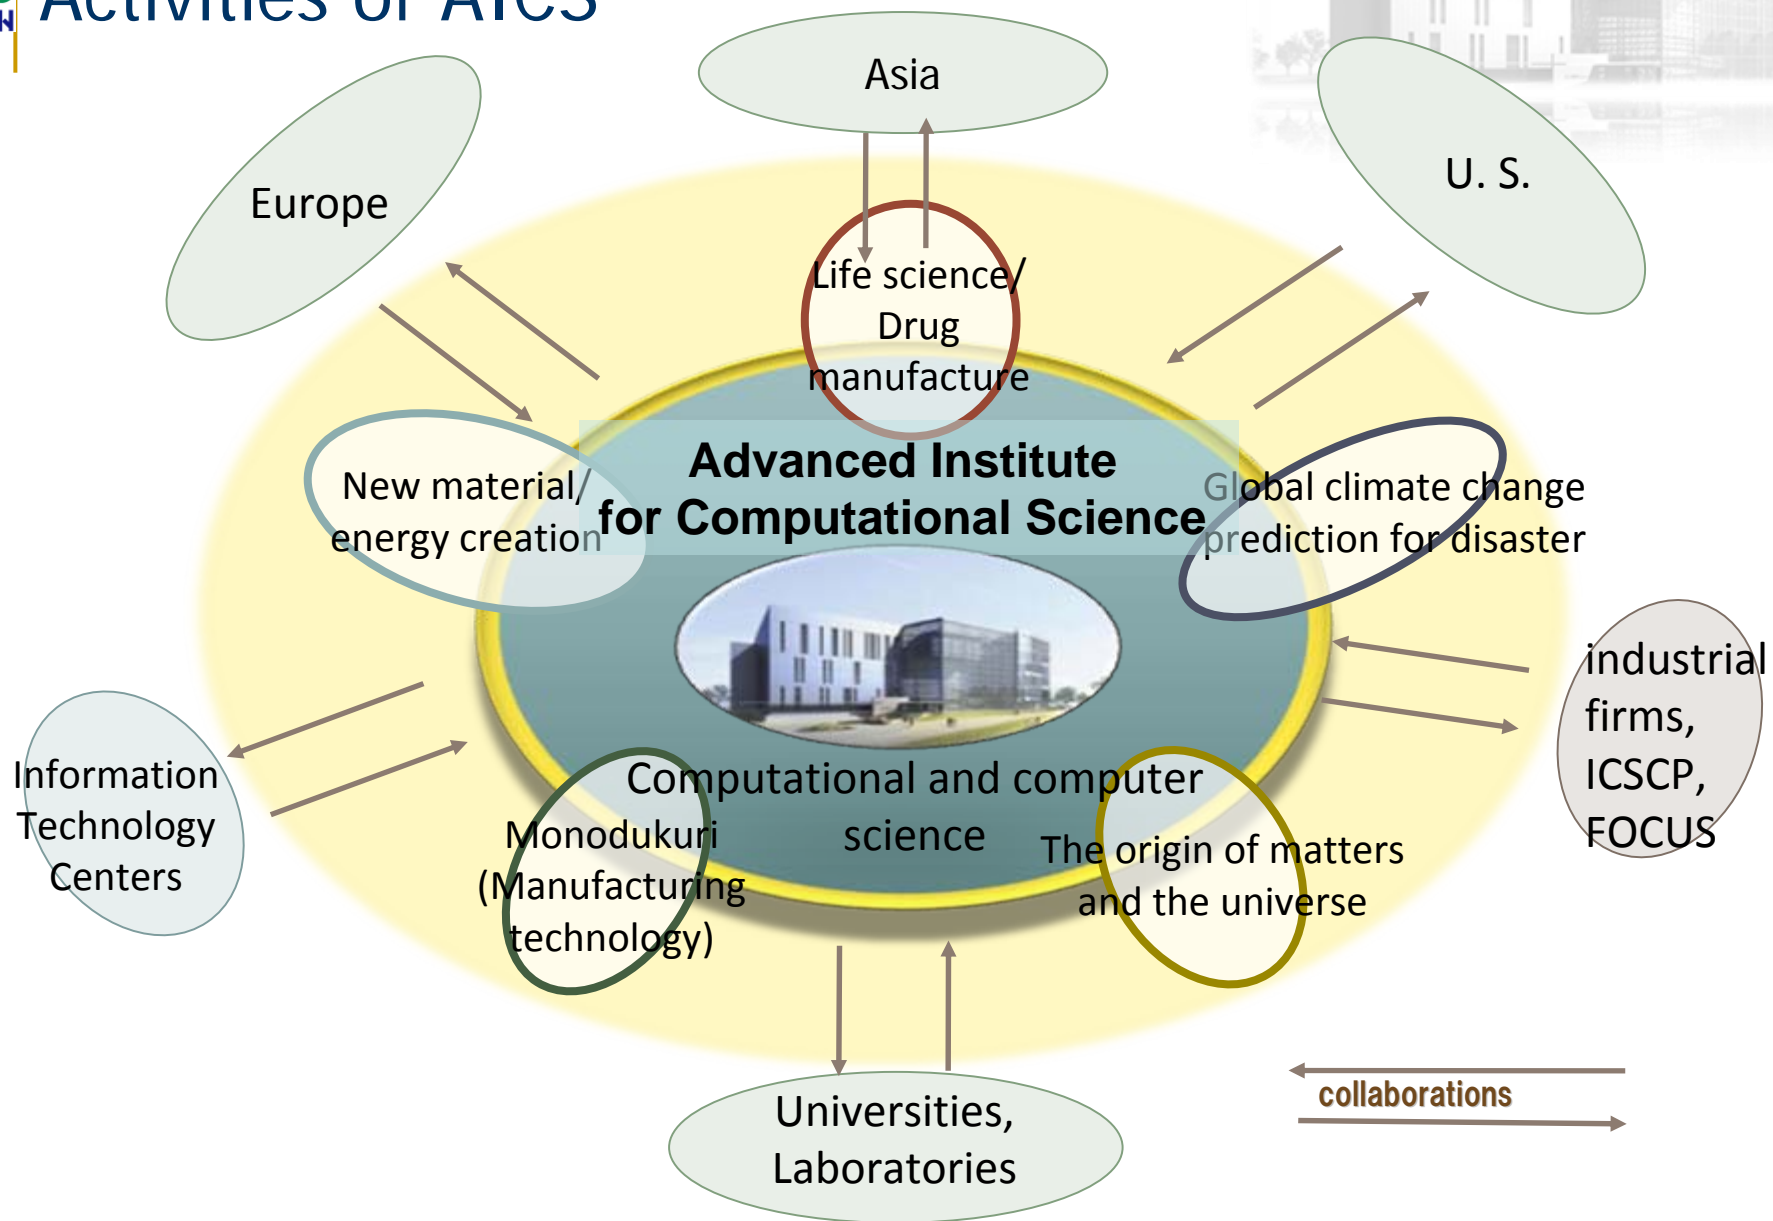 Activities of AICS
Asia
U. S.
Europe
Life science/
Drug
manufacture
Advanced Institute
for Computational Science
New material/
energy creation
Global climate change
prediction for disaster
industrial
firms,
ICSCP,
FOCUS
Information
Technology
Centers
Computational and computer
science
Monodukuri
(Manufacturing
technology)
The origin of matters
and the universe
collaborations
Universities,
Laboratories